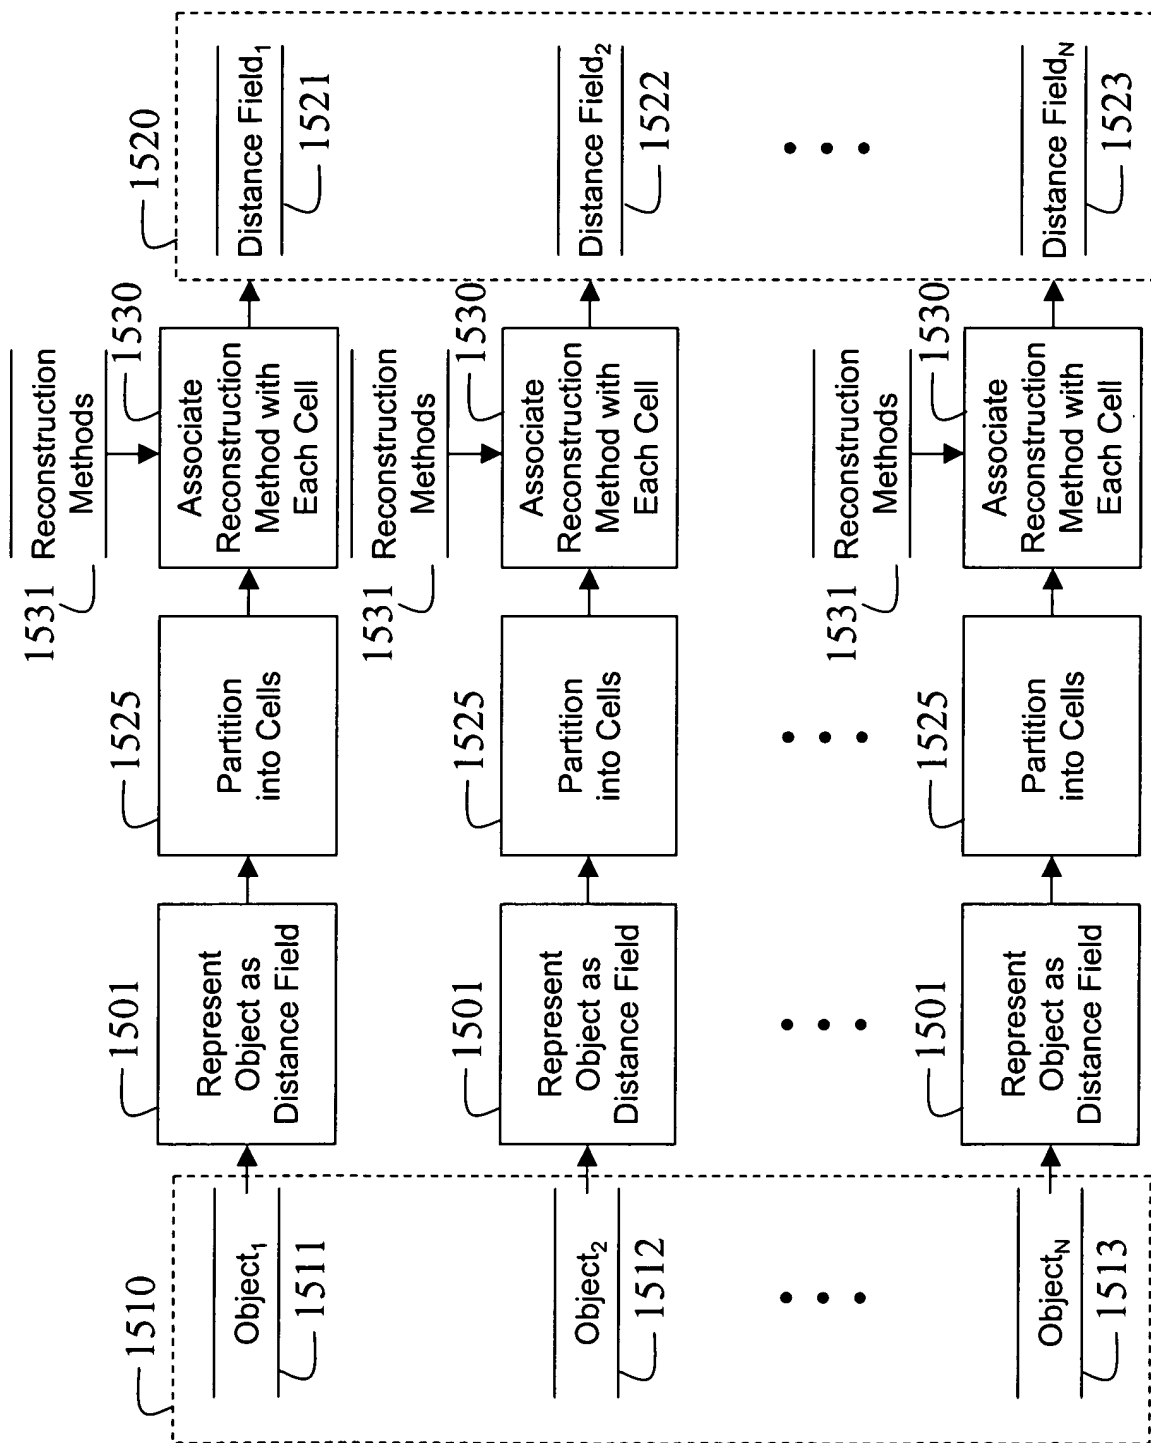 1510
Object1
1511
1501
Represent
Object as
Distance Field
1525
Partition
into Cells
1531
Reconstruction
Methods
1530
Associate
Reconstruction
Method with
Each Cell
1520
Distance Field1
1521
Object2
1512
1501
Represent
Object as
Distance Field
1525
Partition
into Cells
1531
Reconstruction
Methods
1530
Associate
Reconstruction
Method with
Each Cell
Distance Field2
1522
ObjectN
1513
1501
Represent
Object as
Distance Field
1525
Partition
into Cells
1531
Reconstruction
Methods
1530
Associate
Reconstruction
Method with
Each Cell
Distance FieldN
1523